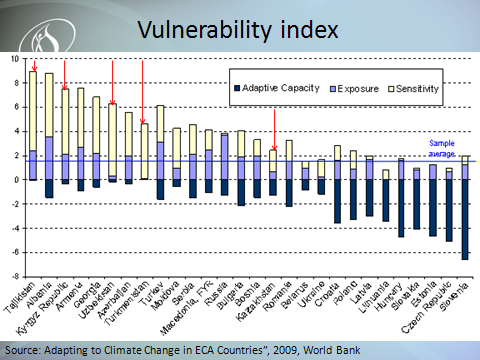 Vulnerability index
10
8
6
4
2
0
-2
-4
-6
-8
Adaptive Capacity
Exposure
Sensitivity
Sample
average
Tajikistan
Albania
Kyrgyz Republic
Armenia
Georgia
Uzbekistan
Azerbaijan
Turkmenistan
Turkey
Moldova
Serbia
Macedonia, FYR
Russia
Bulgaria
Bosnia
Kazakhstan
Romania
Belarus
Ukraine
Croatia
Poland
Latvia
Lithuania
Hungary
Slovakia
Estonia
Czech Republic
Slovenia
Source: Adapting to Climate Change in ECA Countries", 2009, World Bank